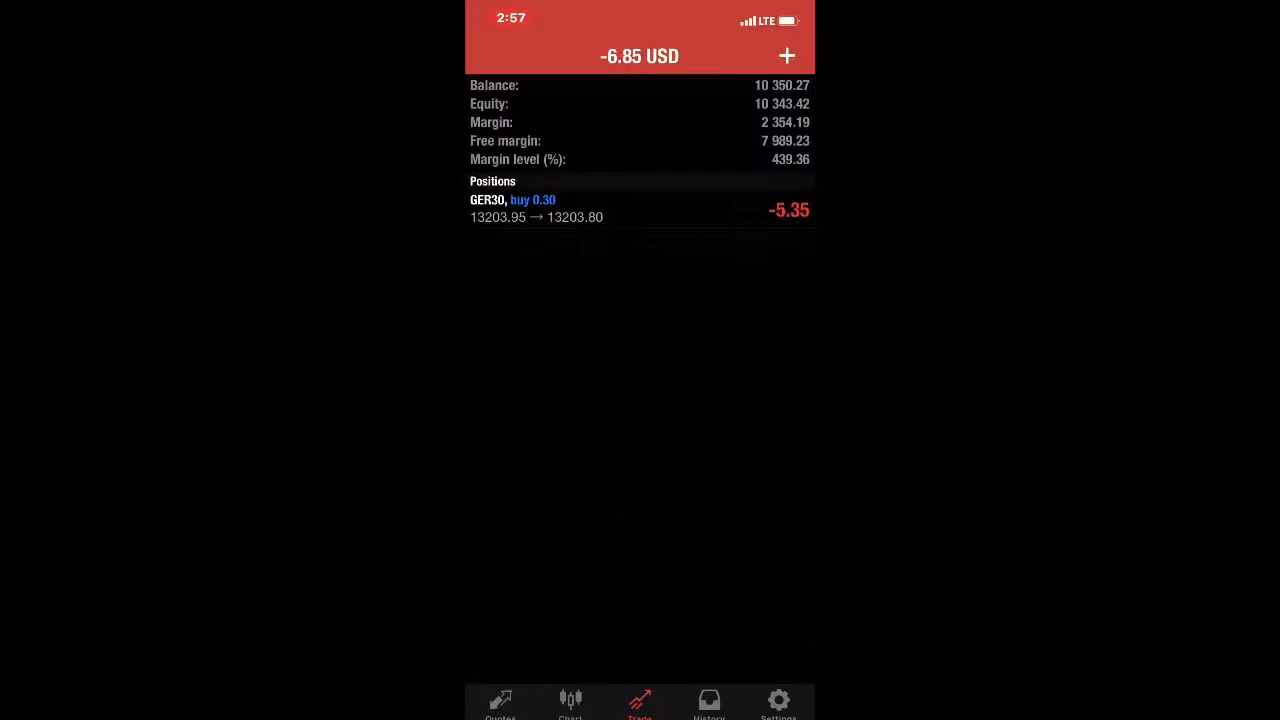 2:57 LTE
-6.85 USD +
Balance: 10 350.27
Equity: 10 343.42
Margin: 2 354.19
Free margin: 7 989.23
Margin level (%): 439.36
Positions
GER30, buy 0.30
13203.95 → 13203.80 -5.35
Quotes Chart Trade History Settings